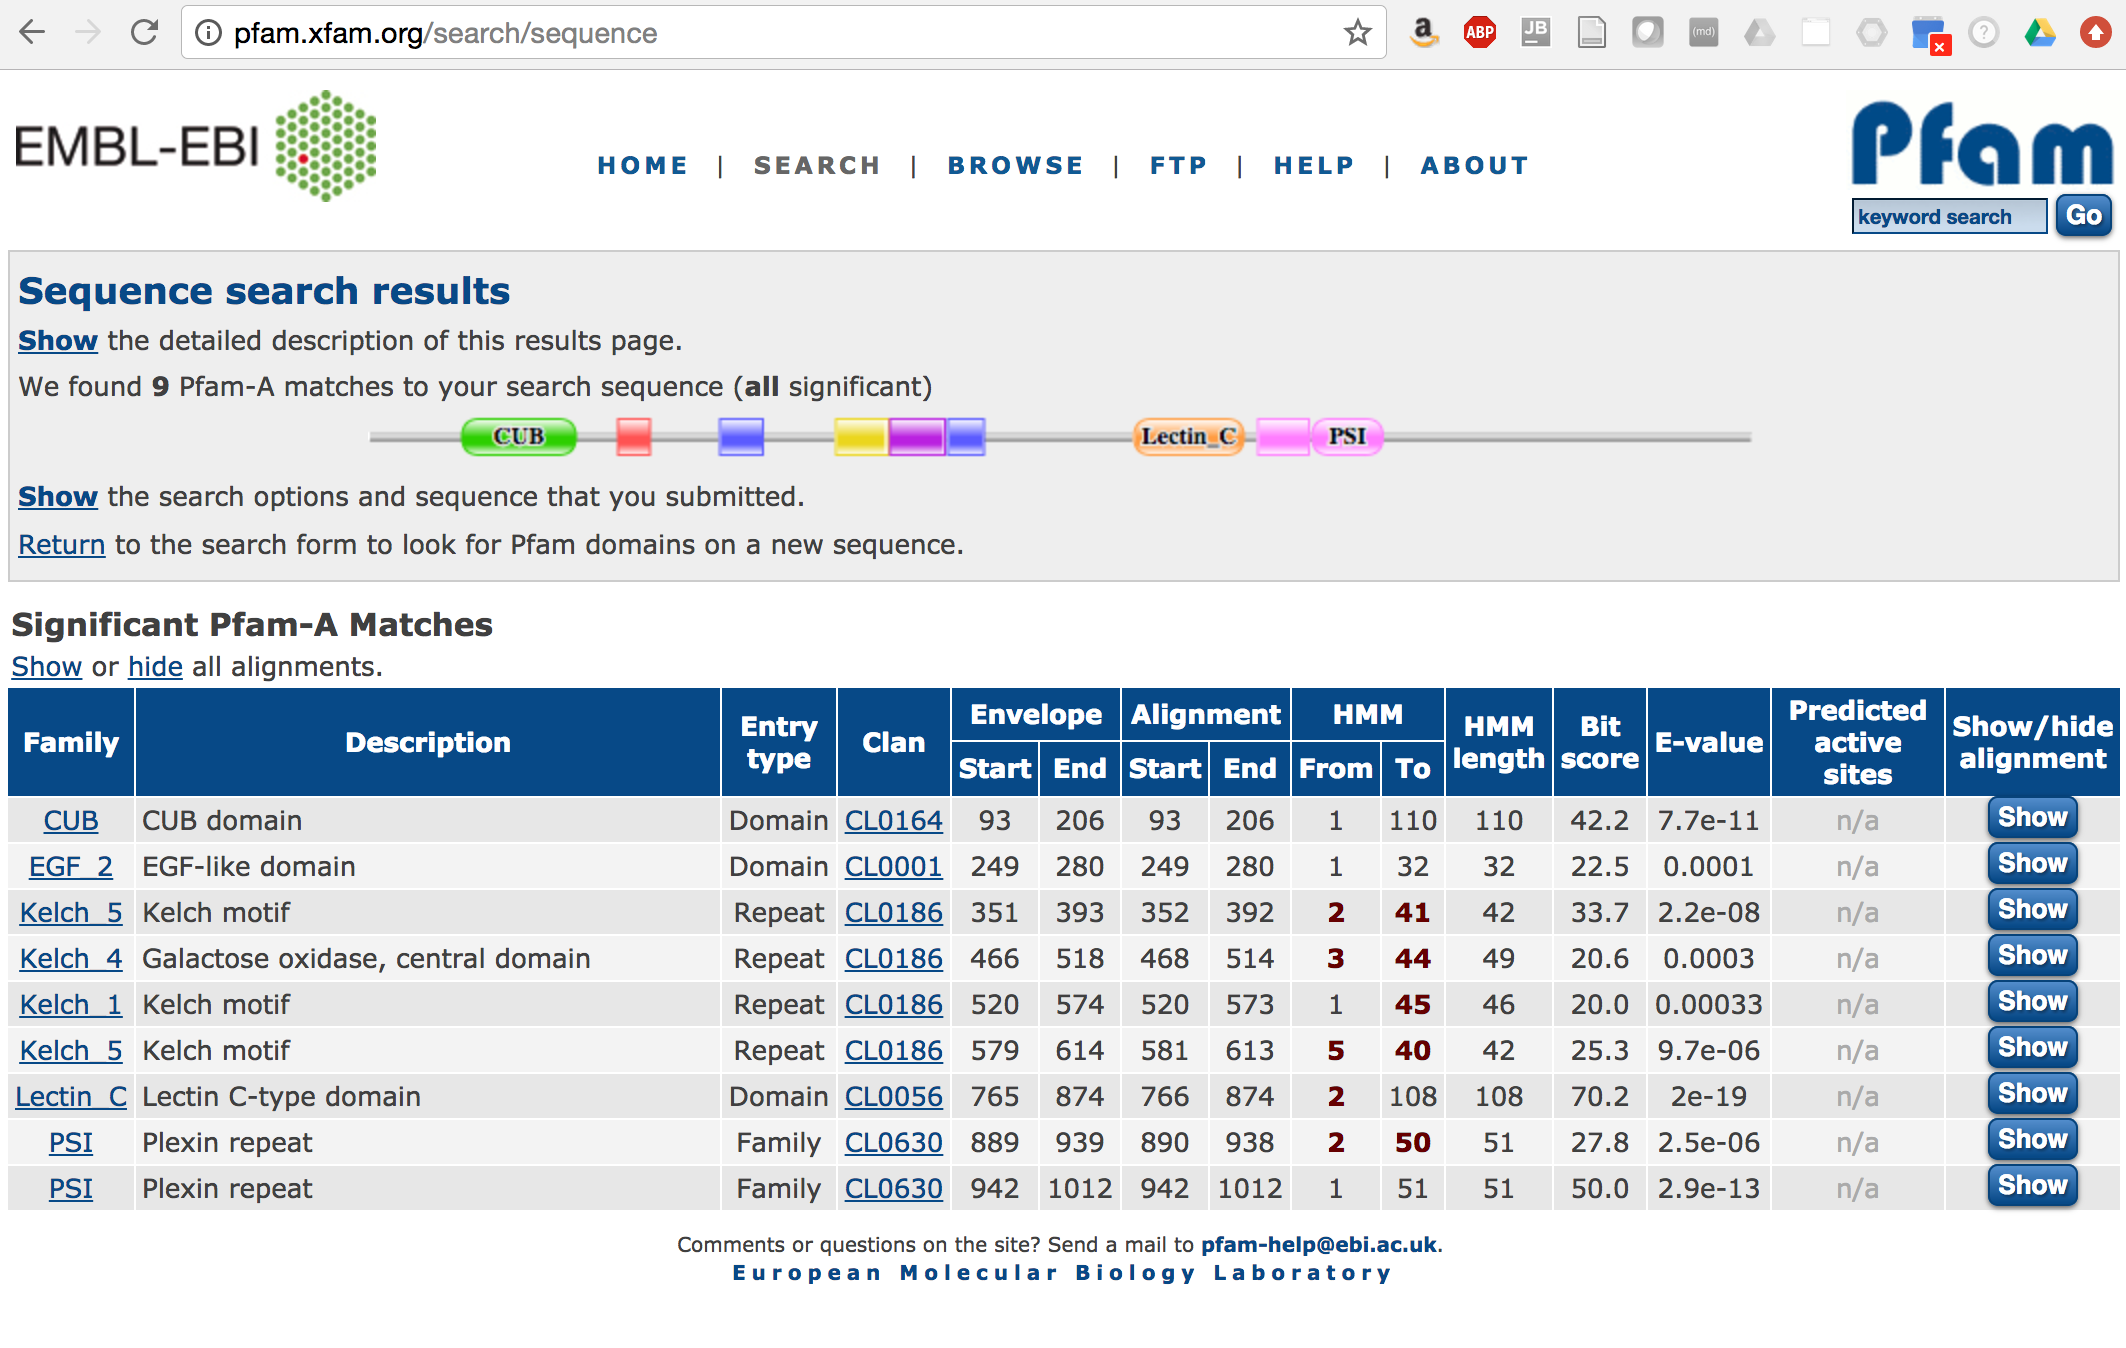 pfam.xfam.org/search/sequence
EMBL-EBI
HOME | SEARCH | BROWSE | FTP | HELP | ABOUT
Pfam
keyword search Go
Sequence search results
Show the detailed description of this results page.
We found 9 Pfam-A matches to your search sequence (all significant)
CUB Lectin_C PSI
Show the search options and sequence that you submitted.
Return to the search form to look for Pfam domains on a new sequence.
Significant Pfam-A Matches
Show or hide all alignments.
Family Description Entry type Clan Envelope Start End Alignment Start End HMM From To HMM length Bit score E-value Predicted active sites Show/hide alignment
CUB CUB domain Domain CL0164 93 206 93 206 1 110 110 42.2 7.7e-11 n/a Show
EGF_2 EGF-like domain Domain CL0001 249 280 249 280 1 32 32 22.5 0.0001 n/a Show
Kelch_5 Kelch motif Repeat CL0186 351 393 352 392 2 41 42 33.7 2.2e-08 n/a Show
Kelch_4 Galactose oxidase, central domain Repeat CL0186 466 518 468 514 3 44 49 20.6 0.0003 n/a Show
Kelch_1 Kelch motif Repeat CL0186 520 574 520 573 1 45 46 20.0 0.00033 n/a Show
Kelch_5 Kelch motif Repeat CL0186 579 614 581 613 5 40 42 25.3 9.7e-06 n/a Show
Lectin_C Lectin C-type domain Domain CL0056 765 874 766 874 2 108 108 70.2 2e-19 n/a Show
PSI Plexin repeat Family CL0630 889 939 890 938 2 50 51 27.8 2.5e-06 n/a Show
PSI Plexin repeat Family CL0630 942 1012 942 1012 1 51 51 50.0 2.9e-13 n/a Show
Comments or questions on the site? Send a mail to pfam-help@ebi.ac.uk.
European Molecular Biology Laboratory
a
ABP
JB
(md)
?